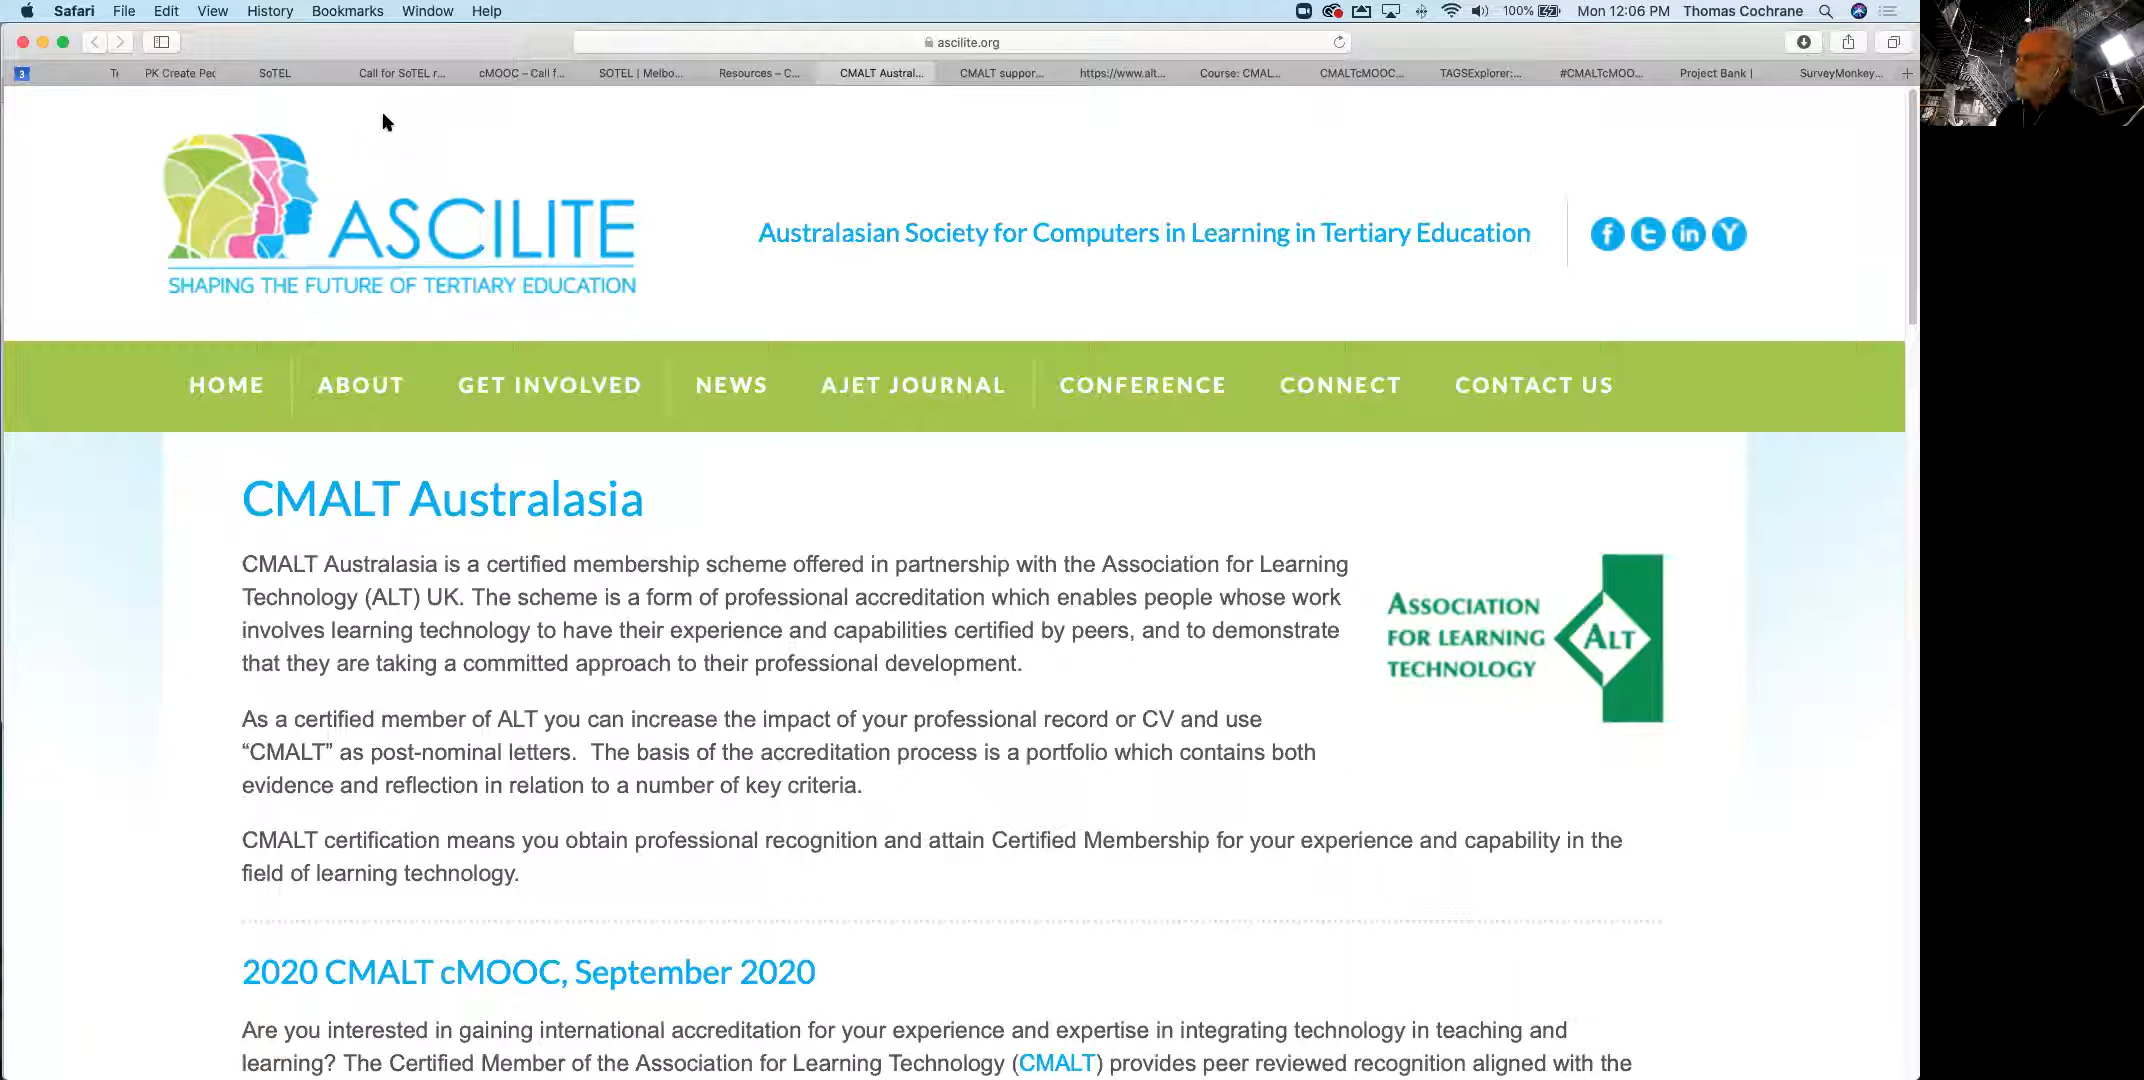 Safari File Edit View History Bookmarks Window Help 100% Mon 12:06 PM Thomas Cochrane
ascilite.org
3 PK Create Pec SoTEL Call for SoTEL r... cMOOC – Call f... SOTEL | Melbo... Resources – C... CMALT Austral... CMALT suppor... https://www.alt... Course: CMAL... CMALTcMOOC... TAGSExplorer:... #CMALTcMOO... Project Bank | SurveyMonkey...
ASCILITE
SHAPING THE FUTURE OF TERTIARY EDUCATION
Australasian Society for Computers in Learning in Tertiary Education
HOME ABOUT GET INVOLVED NEWS AJET JOURNAL CONFERENCE CONNECT CONTACT US
CMALT Australasia
CMALT Australasia is a certified membership scheme offered in partnership with the Association for Learning
Technology (ALT) UK. The scheme is a form of professional accreditation which enables people whose work
involves learning technology to have their experience and capabilities certified by peers, and to demonstrate
that they are taking a committed approach to their professional development.
ASSOCIATION
FOR LEARNING
TECHNOLOGY
ALT
As a certified member of ALT you can increase the impact of your professional record or CV and use
“CMALT” as post-nominal letters. The basis of the accreditation process is a portfolio which contains both
evidence and reflection in relation to a number of key criteria.
CMALT certification means you obtain professional recognition and attain Certified Membership for your experience and capability in the
field of learning technology.
2020 CMALT cMOOC, September 2020
Are you interested in gaining international accreditation for your experience and expertise in integrating technology in teaching and
learning? The Certified Member of the Association for Learning Technology (CMALT) provides peer reviewed recognition aligned with the